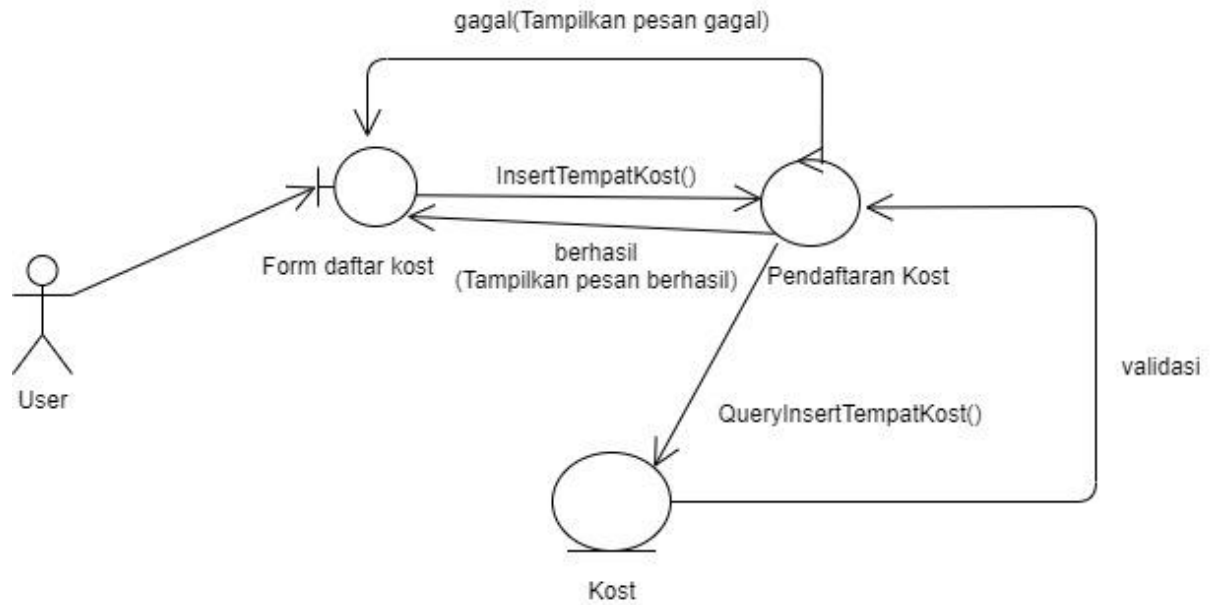 gagal(Tampilkan pesan gagal)
InsertTempatKost()
Form daftar kost
berhasil
(Tampilkan pesan berhasil)
Pendaftaran Kost
User
validasi
QueryInsertTempatKost()
Kost